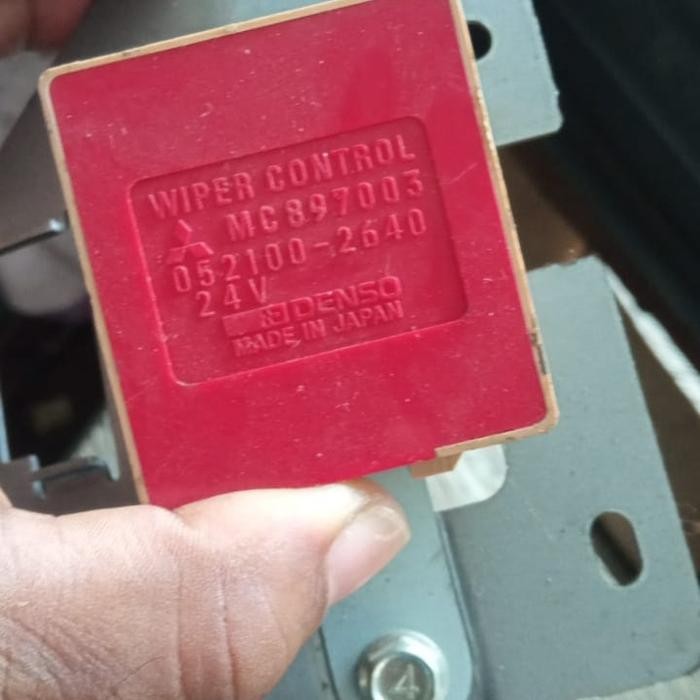 WIPER CONTROL
MC897003
052100-2640
24V
DENSO
MADE IN JAPAN
4